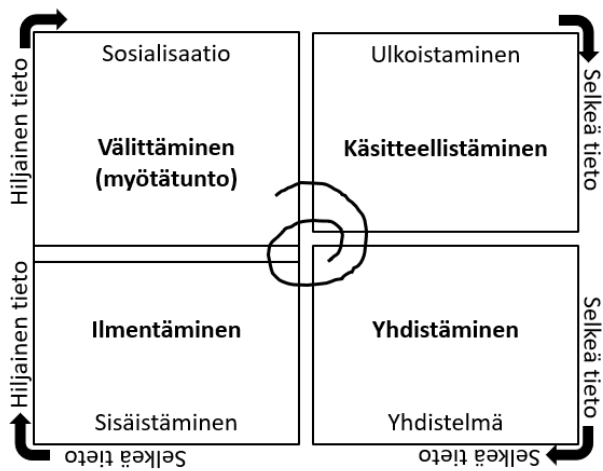 Sosialisaatio
Ulkoistaminen
Hiljainen tieto
Selkeä tieto
Välittäminen
(myötätunto)
Käsitteellistäminen
Hiljainen tieto
Ilmentäminen
Yhdistäminen
Selkeä tieto
Sisäistäminen
Yhdistelmä
Selkeä tieto
Selkeä tieto